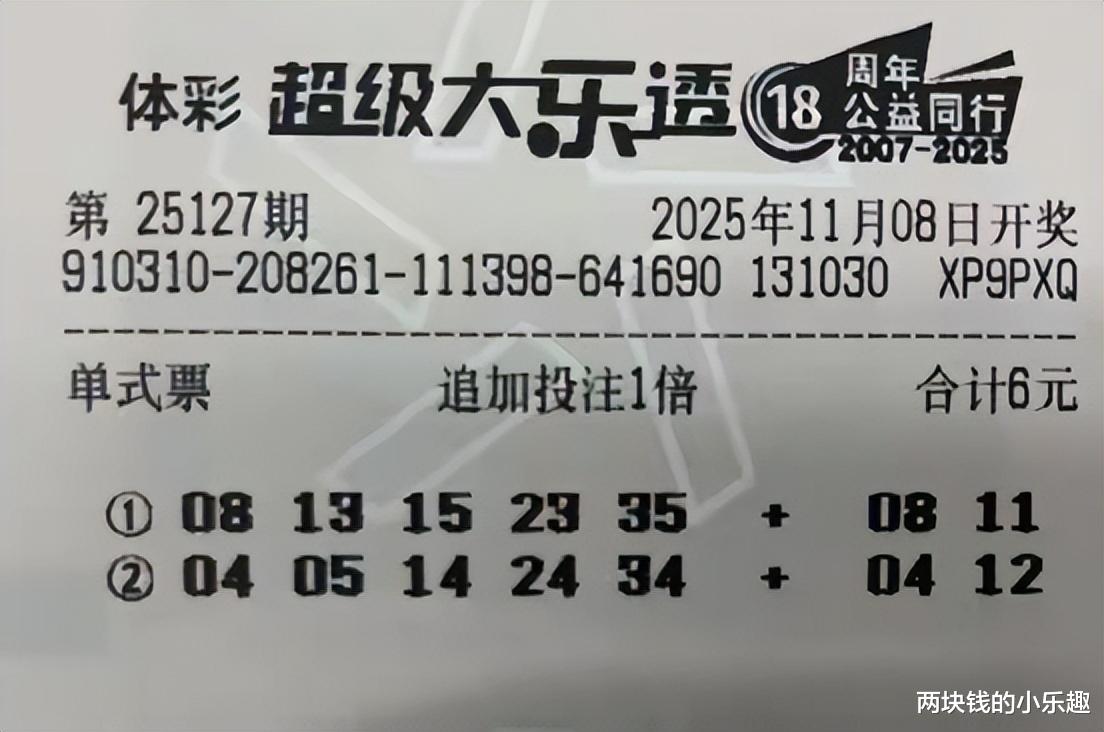 体彩 超级大乐透 18 周年
公益同行
2007-2025
第 25127期 2025年11月08日开奖
910310-208261-111398-641690 131030 XP9PXQ
单式票 追加投注1倍 合计6元
① 08 13 15 23 35 + 08 11
② 04 05 14 24 34 + 04 12
两块钱的小乐趣